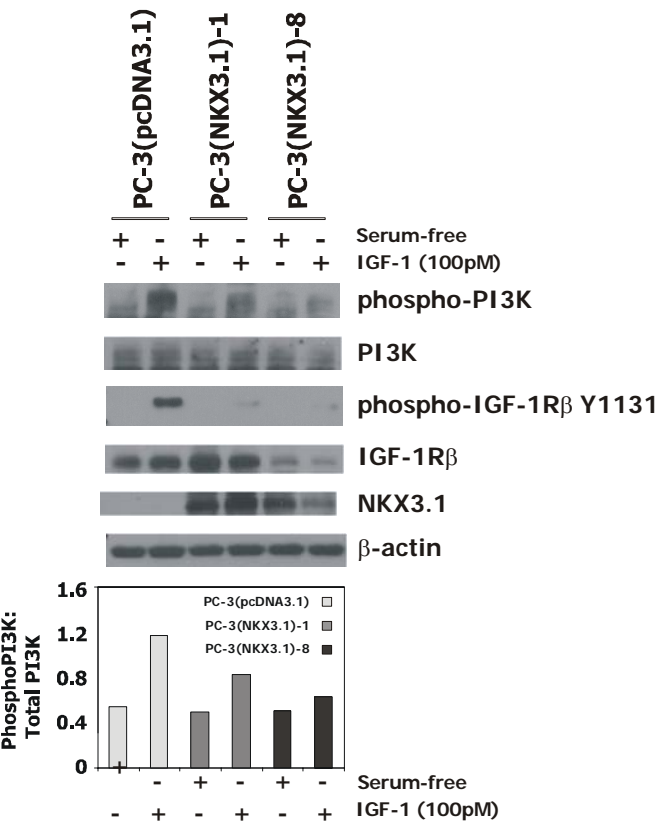 PC-3(pcDNA3.1)
PC-3(NKX3.1)-1
PC-3(NKX3.1)-8
+ - + - + - Serum-free
- + - + - + IGF-1 (100pM)
phospho-PI3K
PI3K
phospho-IGF-1Rβ Y1131
IGF-1Rβ
NKX3.1
β-actin
PhosphoPI3K:
Total PI3K
1.6
1.2
0.8
0.4
0
PC-3(pcDNA3.1)
PC-3(NKX3.1)-1
PC-3(NKX3.1)-8
+ - + - + - Serum-free
- + - + - + IGF-1 (100pM)